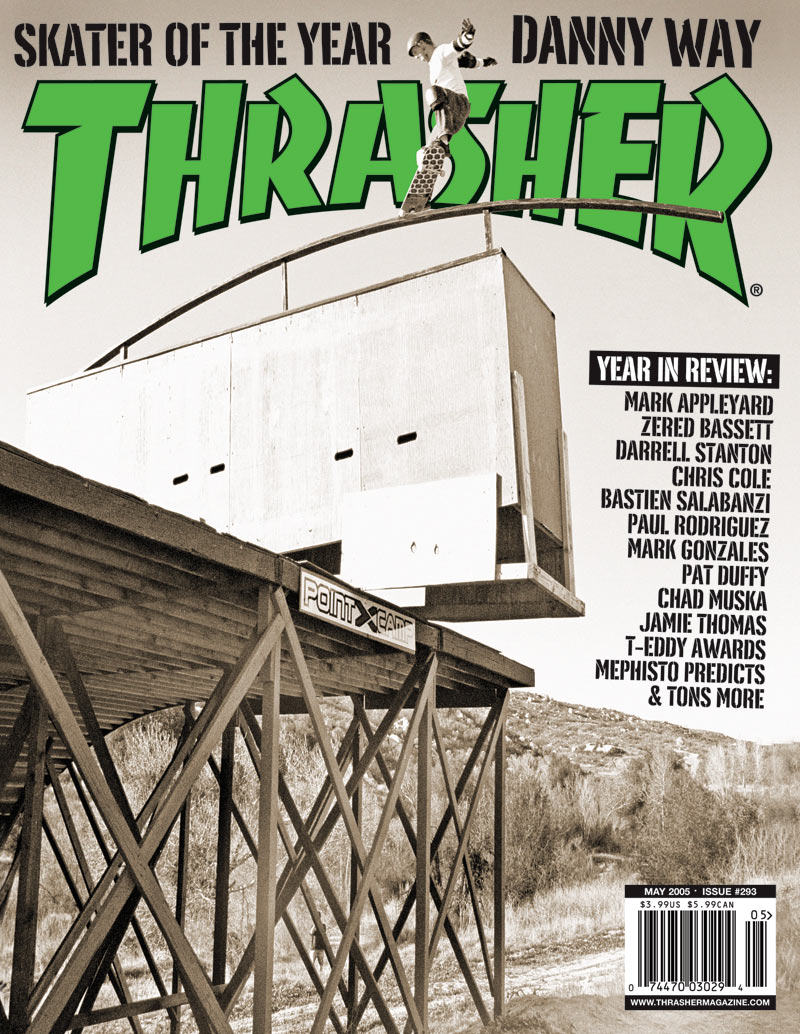 SKATER OF THE YEAR DANNY WAY
THRASHER®
YEAR IN REVIEW:
MARK APPLEYARD
ZERED BASSETT
DARRELL STANTON
CHRIS COLE
BASTIEN SALABANZI
PAUL RODRIGUEZ
MARK GONZALES
PAT DUFFY
CHAD MUSKA
JAMIE THOMAS
T-EDDY AWARDS
MEPHISTO PREDICTS
& TONS MORE
POINT X CAMP
MAY 2005 · ISSUE #293
$3.99US $5.99CAN
05>
0 74470 03029 4
WWW.THRASHERMAGAZINE.COM